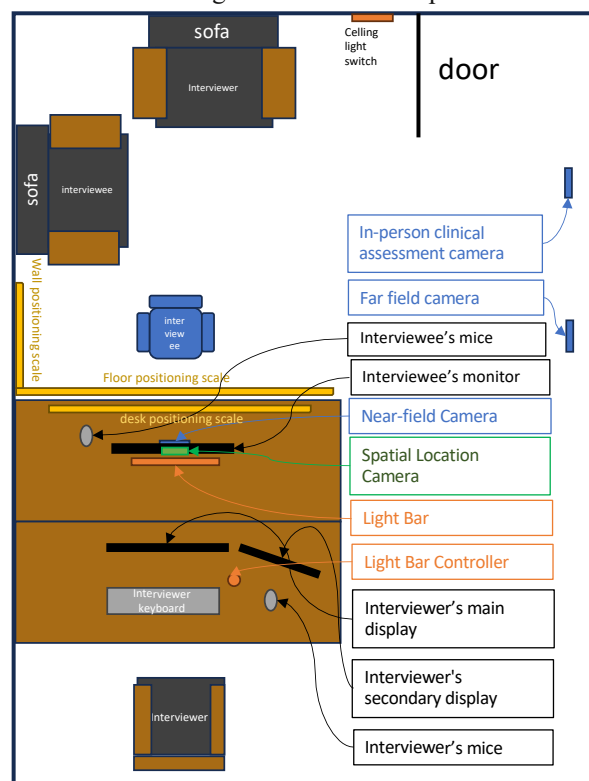 sofa
Celling
light
switch
door
Interviewer
sofa
interviewee
In-person clinical
assessment camera
Wall positioning scale
Far field camera
inter
view
ee
Interviewee's mice
Floor positioning scale
Interviewee's monitor
desk positioning scale
Near-field Camera
Spatial Location
Camera
Light Bar
Light Bar Controller
Interviewer
keyboard
Interviewer's main
display
Interviewer's
secondary display
Interviewer
Interviewer's mice